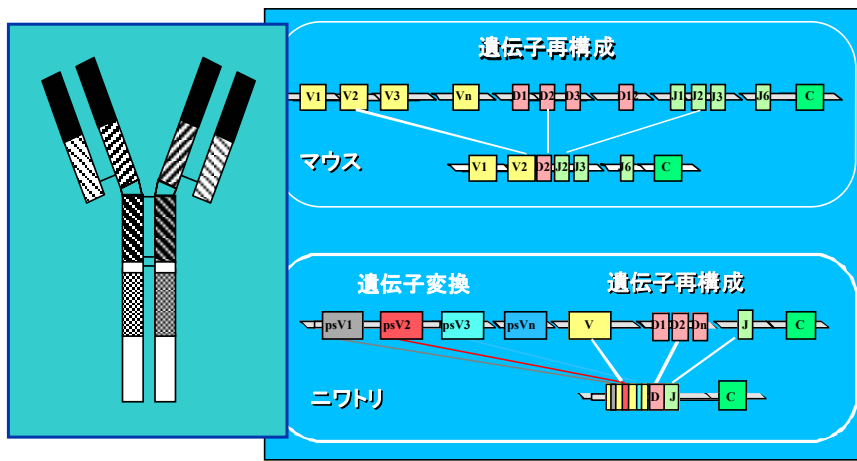 遺伝子再構成
V1 V2 V3 Vn D1 D2 D3 D12 J1 J2 J3 J6 C
マウス
V1 V2 D2 J2 J3 J6 C
遺伝子変換 遺伝子再構成
psV1 psV2 psV3 psVn V D1 D2 Dn J C
ニワトリ
D J C